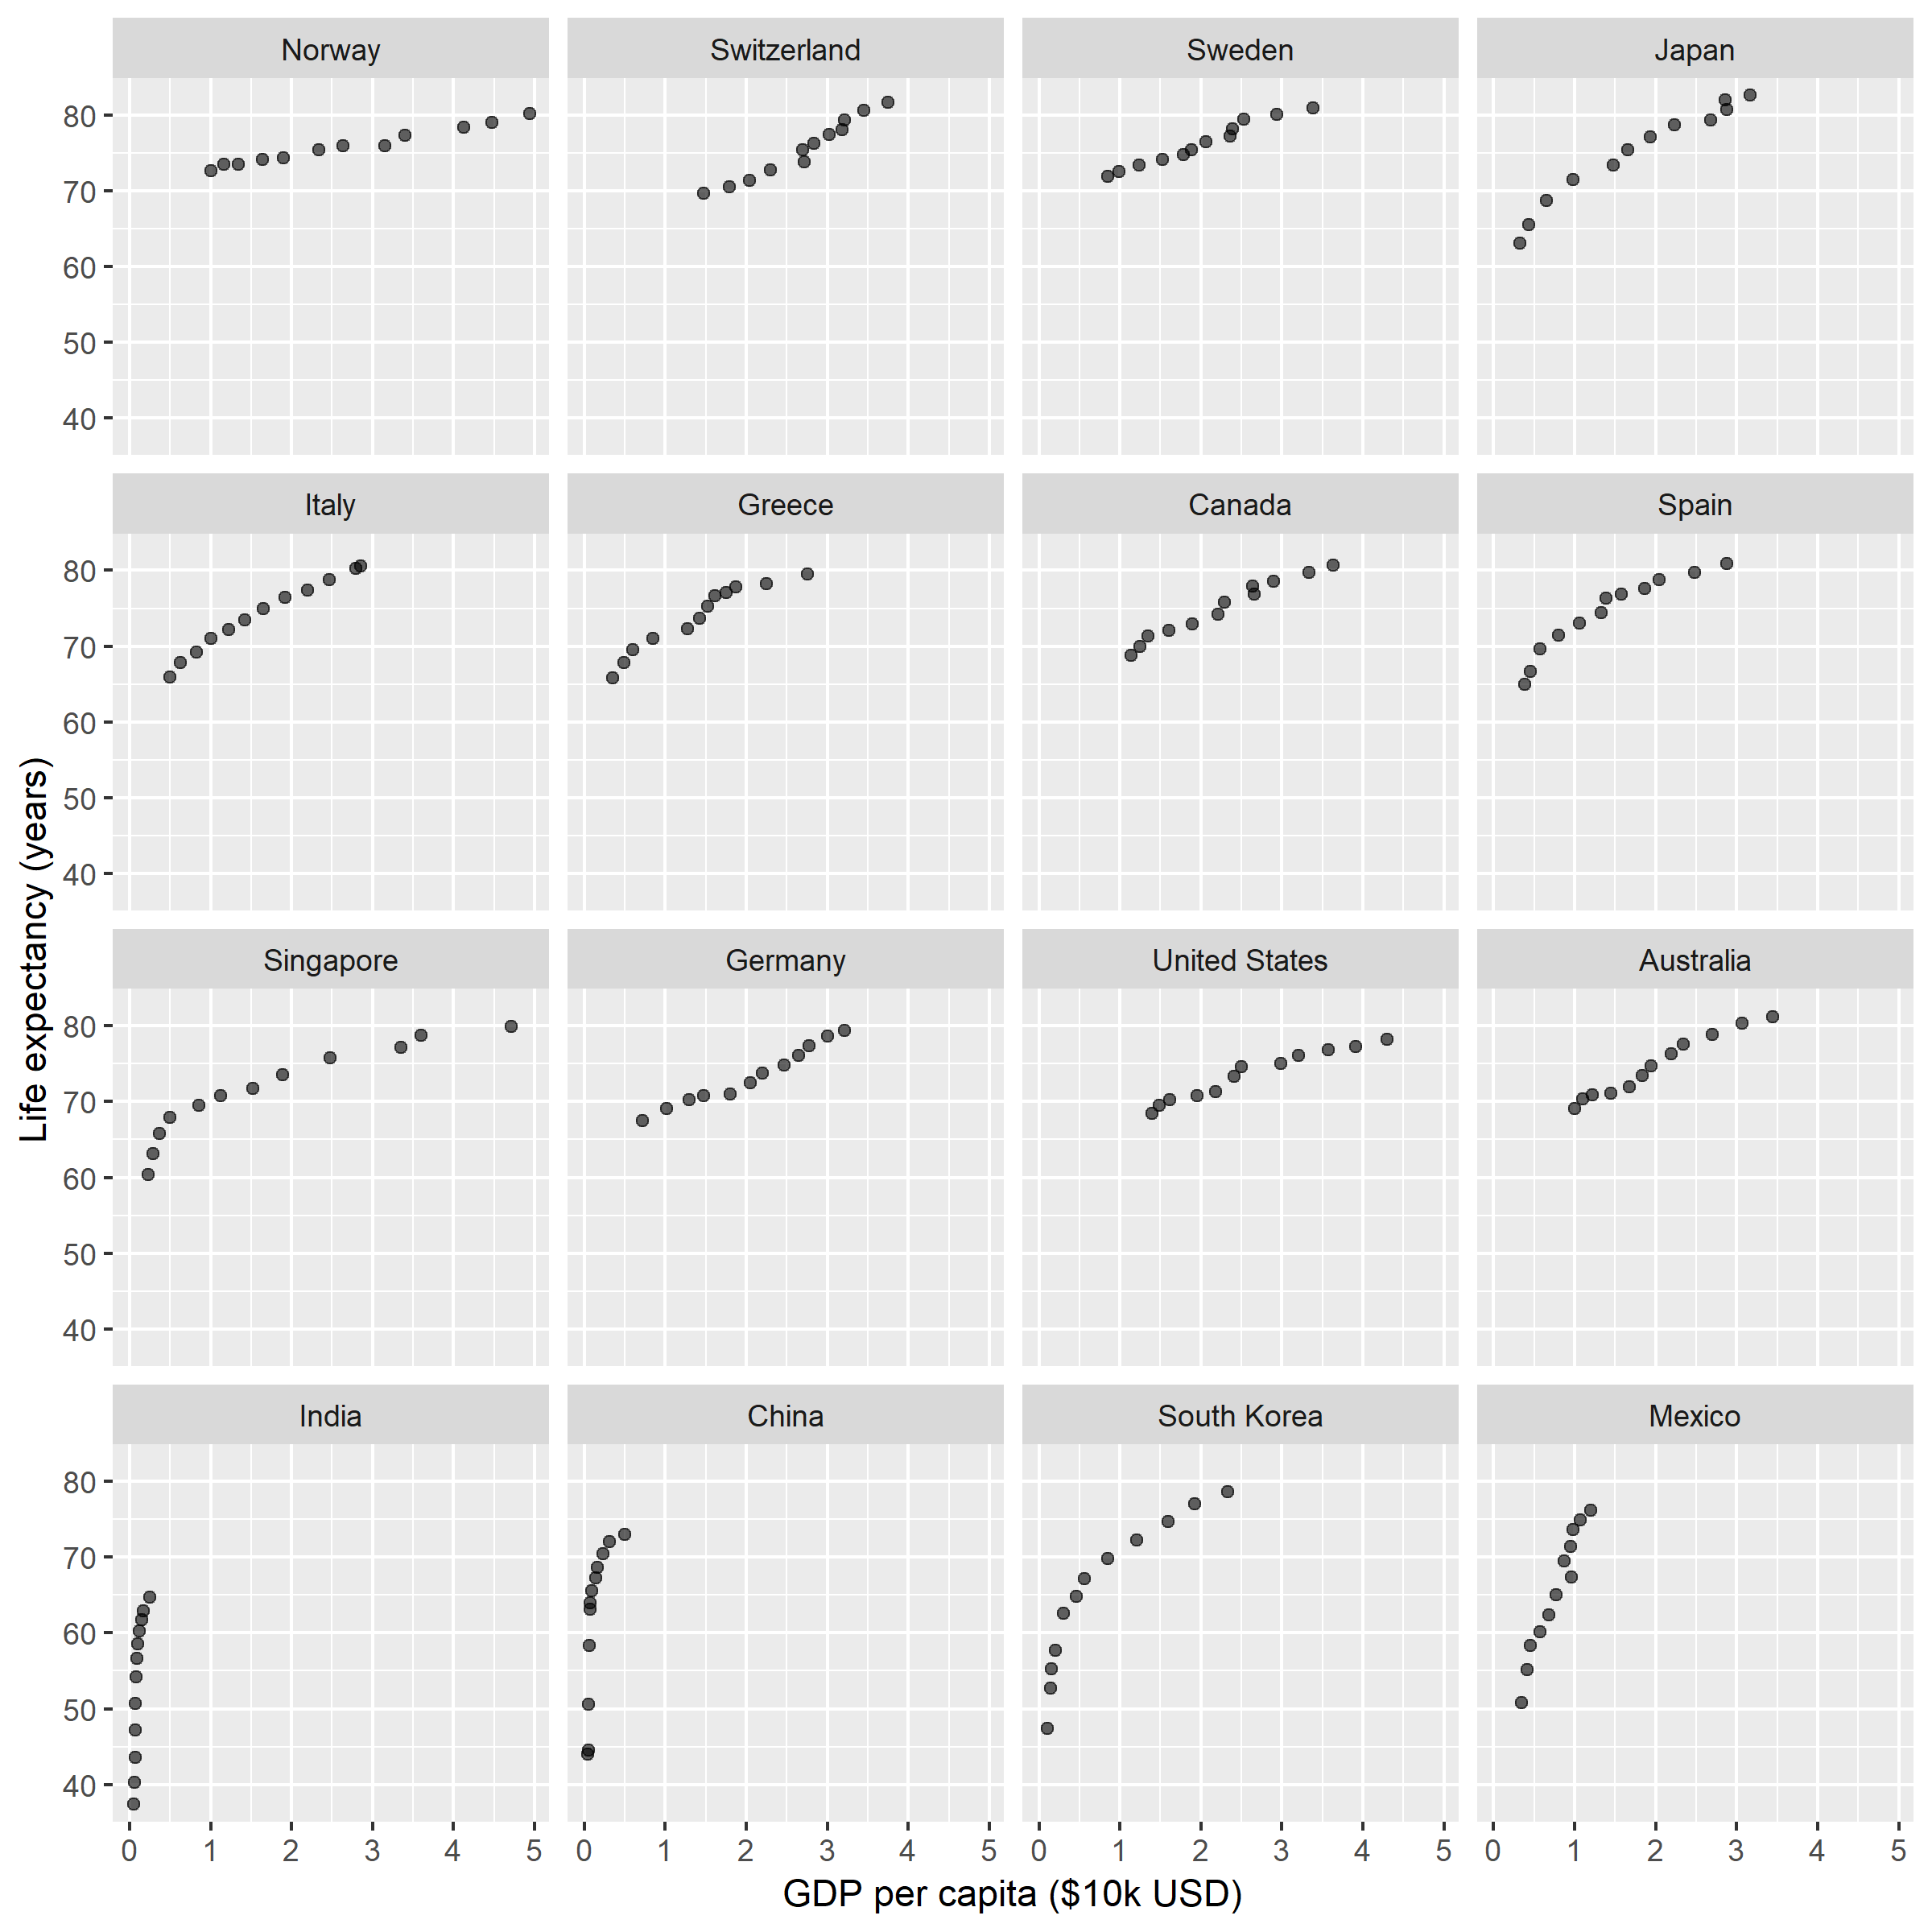 Norway Switzerland Sweden Japan
80
70
60
50
40
Italy Greece Canada Spain
80
70
60
50
40
Singapore Germany United States Australia
80
70
60
50
40
India China South Korea Mexico
80
70
60
50
40
0 1 2 3 4 5 0 1 2 3 4 5 0 1 2 3 4 5 0 1 2 3 4 5
GDP per capita ($10k USD)
Life expectancy (years)